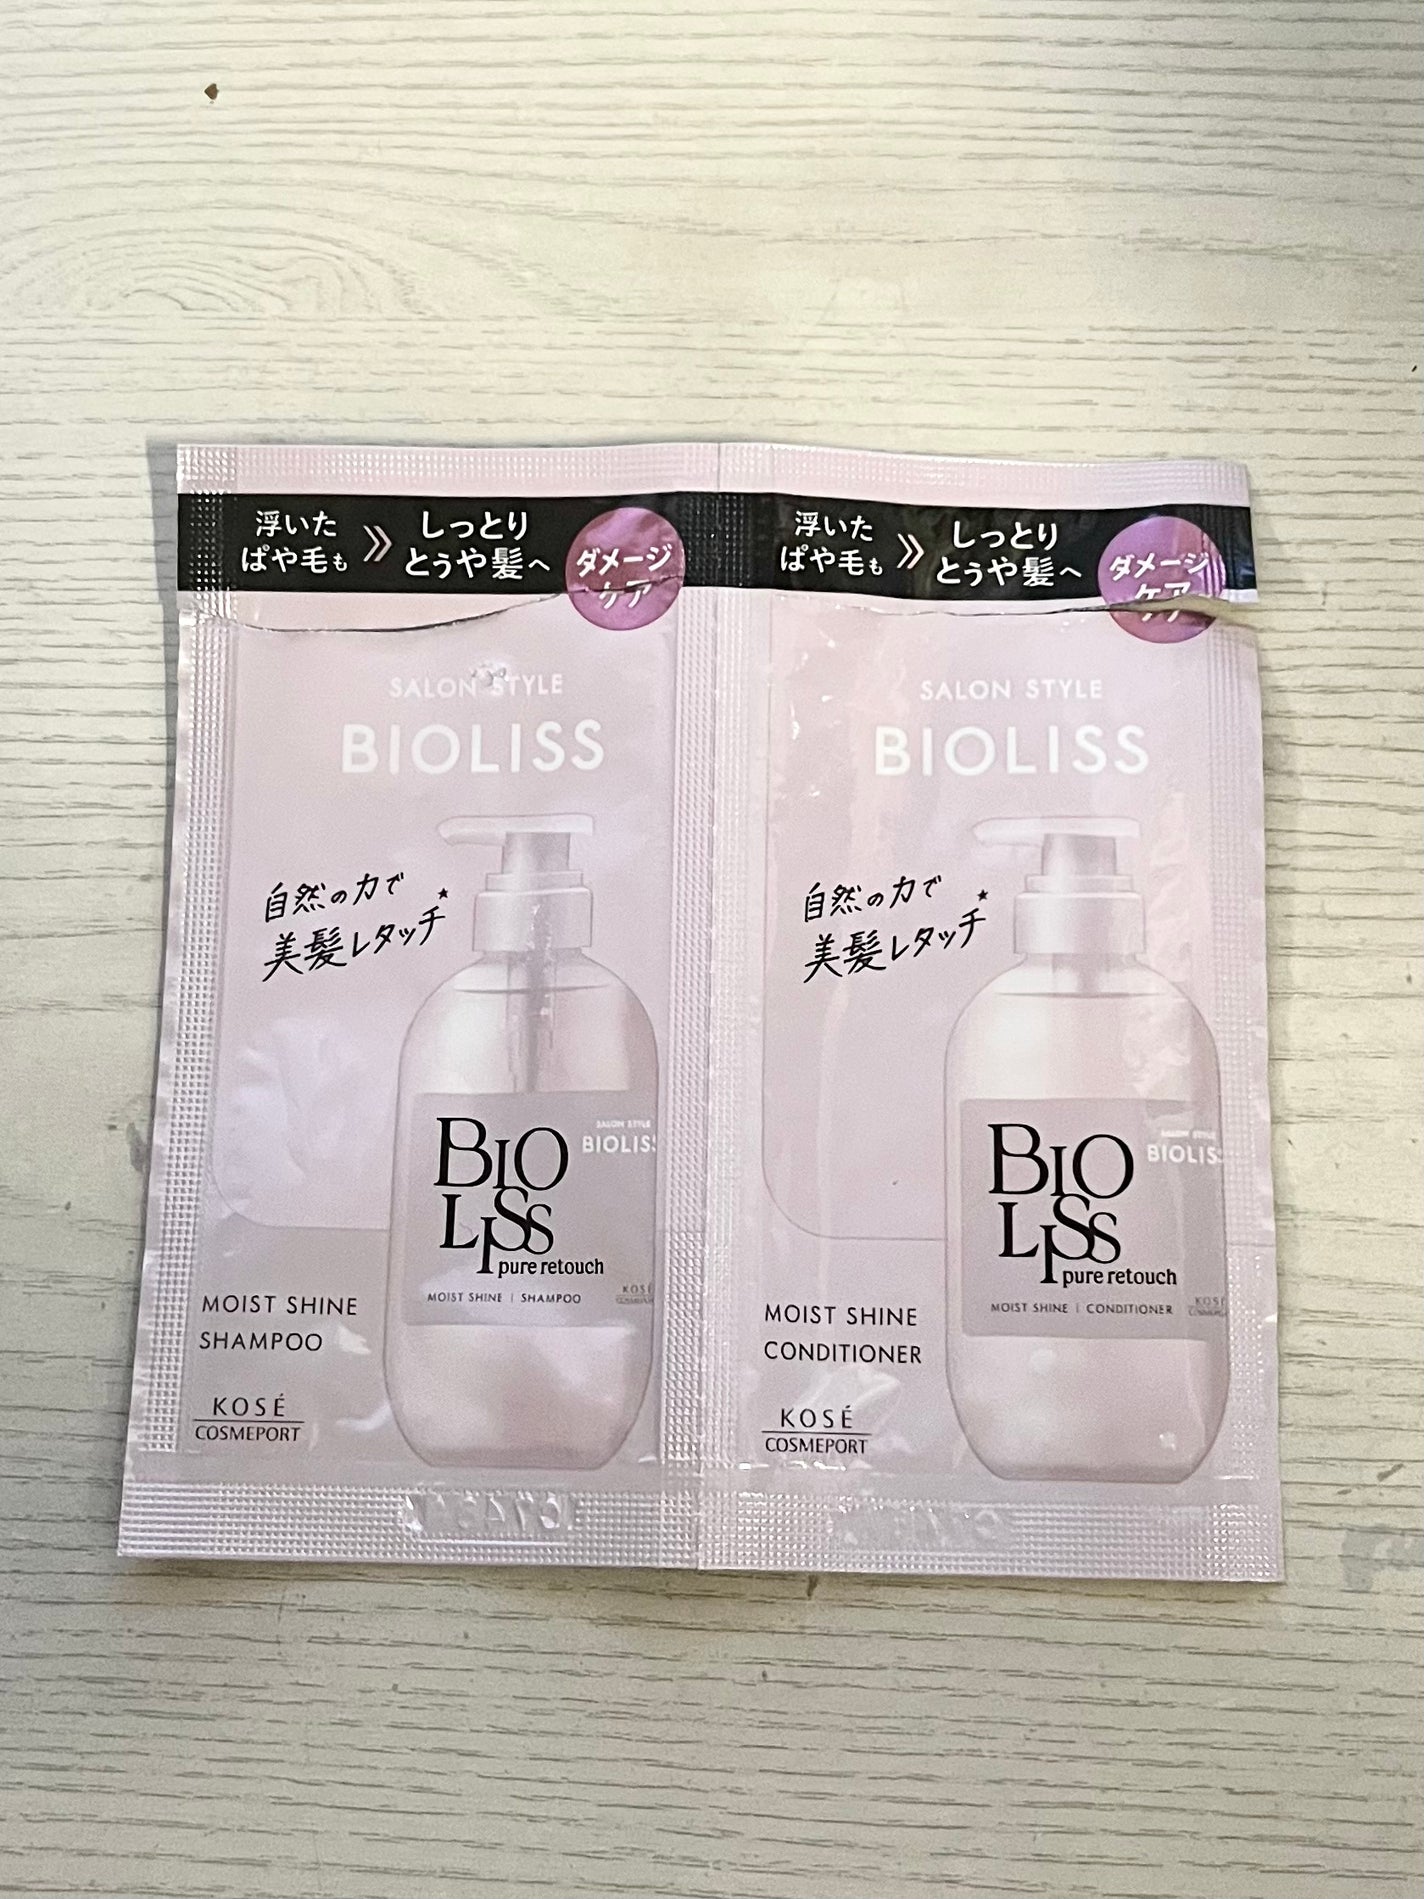 浮いた
ぱや毛も
》
しっとり
とうや髪へ
ダメージ
ケア
SALON STYLE
BIOLISS
自然の力で
美髪レタッチ
SALON STYLE
BIOLISS
BIO
LISS
pure retouch
MOIST SHINE | SHAMPOO
KOSÉ
MOIST SHINE
SHAMPOO
KOSÉ
COSMEPORT
浮いた
ぱや毛も
》
しっとり
とうや髪へ
ダメージ
ケア
SALON STYLE
BIOLISS
自然の力で
美髪レタッチ
SALON STYLE
BIOLISS
BIO
LISS
pure retouch
MOIST SHINE | CONDITIONER
KOSÉ
MOIST SHINE
CONDITIONER
KOSÉ
COSMEPORT